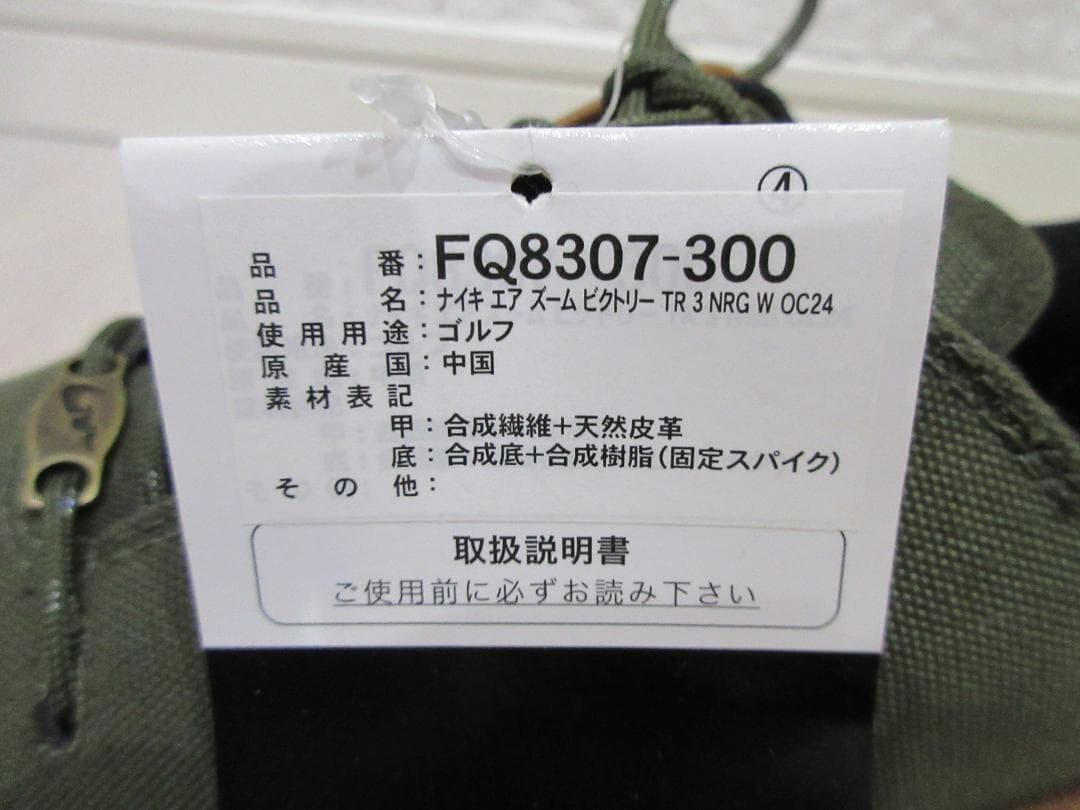 ④
品番：FQ8307-300
品名：ナイキ エア ズーム ビクトリー TR 3 NRG W OC24
使用用途：ゴルフ
原産国：中国
素材表記
甲：合成繊維+天然皮革
底：合成底+合成樹脂(固定スパイク)
その他：
取扱説明書
ご使用前に必ずお読み下さい